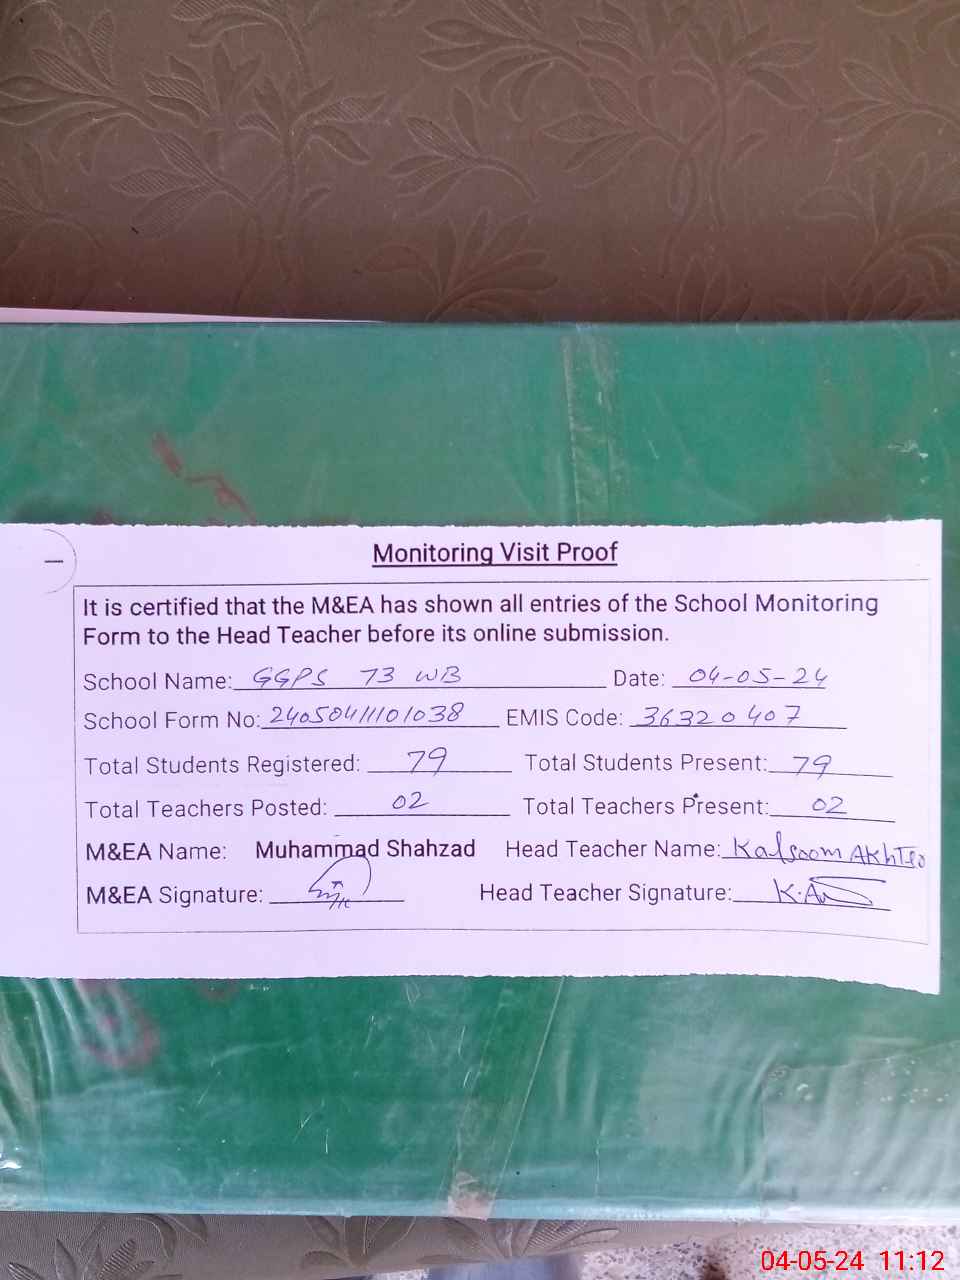 Monitoring Visit Proof
It is certified that the M&EA has shown all entries of the School Monitoring
Form to the Head Teacher before its online submission.
School Name: GGPS 73 WB Date: 04-05-24
School Form No: 24050411101038 EMIS Code: 36320407
Total Students Registered: 79 Total Students Present: 79
Total Teachers Posted: 02 Total Teachers Present: 02
M&EA Name: Muhammad Shahzad Head Teacher Name: Kalsoom Akhter
M&EA Signature: Head Teacher Signature: K.A
04-05-24 11:12